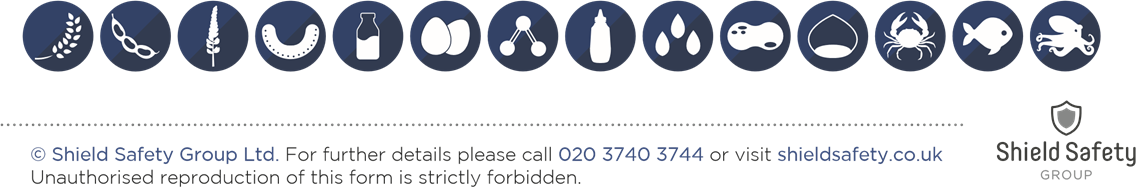 © Shield Safety Group Ltd. For further details please call 020 3740 3744 or visit shieldsafety.co.uk
Unauthorised reproduction of this form is strictly forbidden.
Shield Safety
GROUP